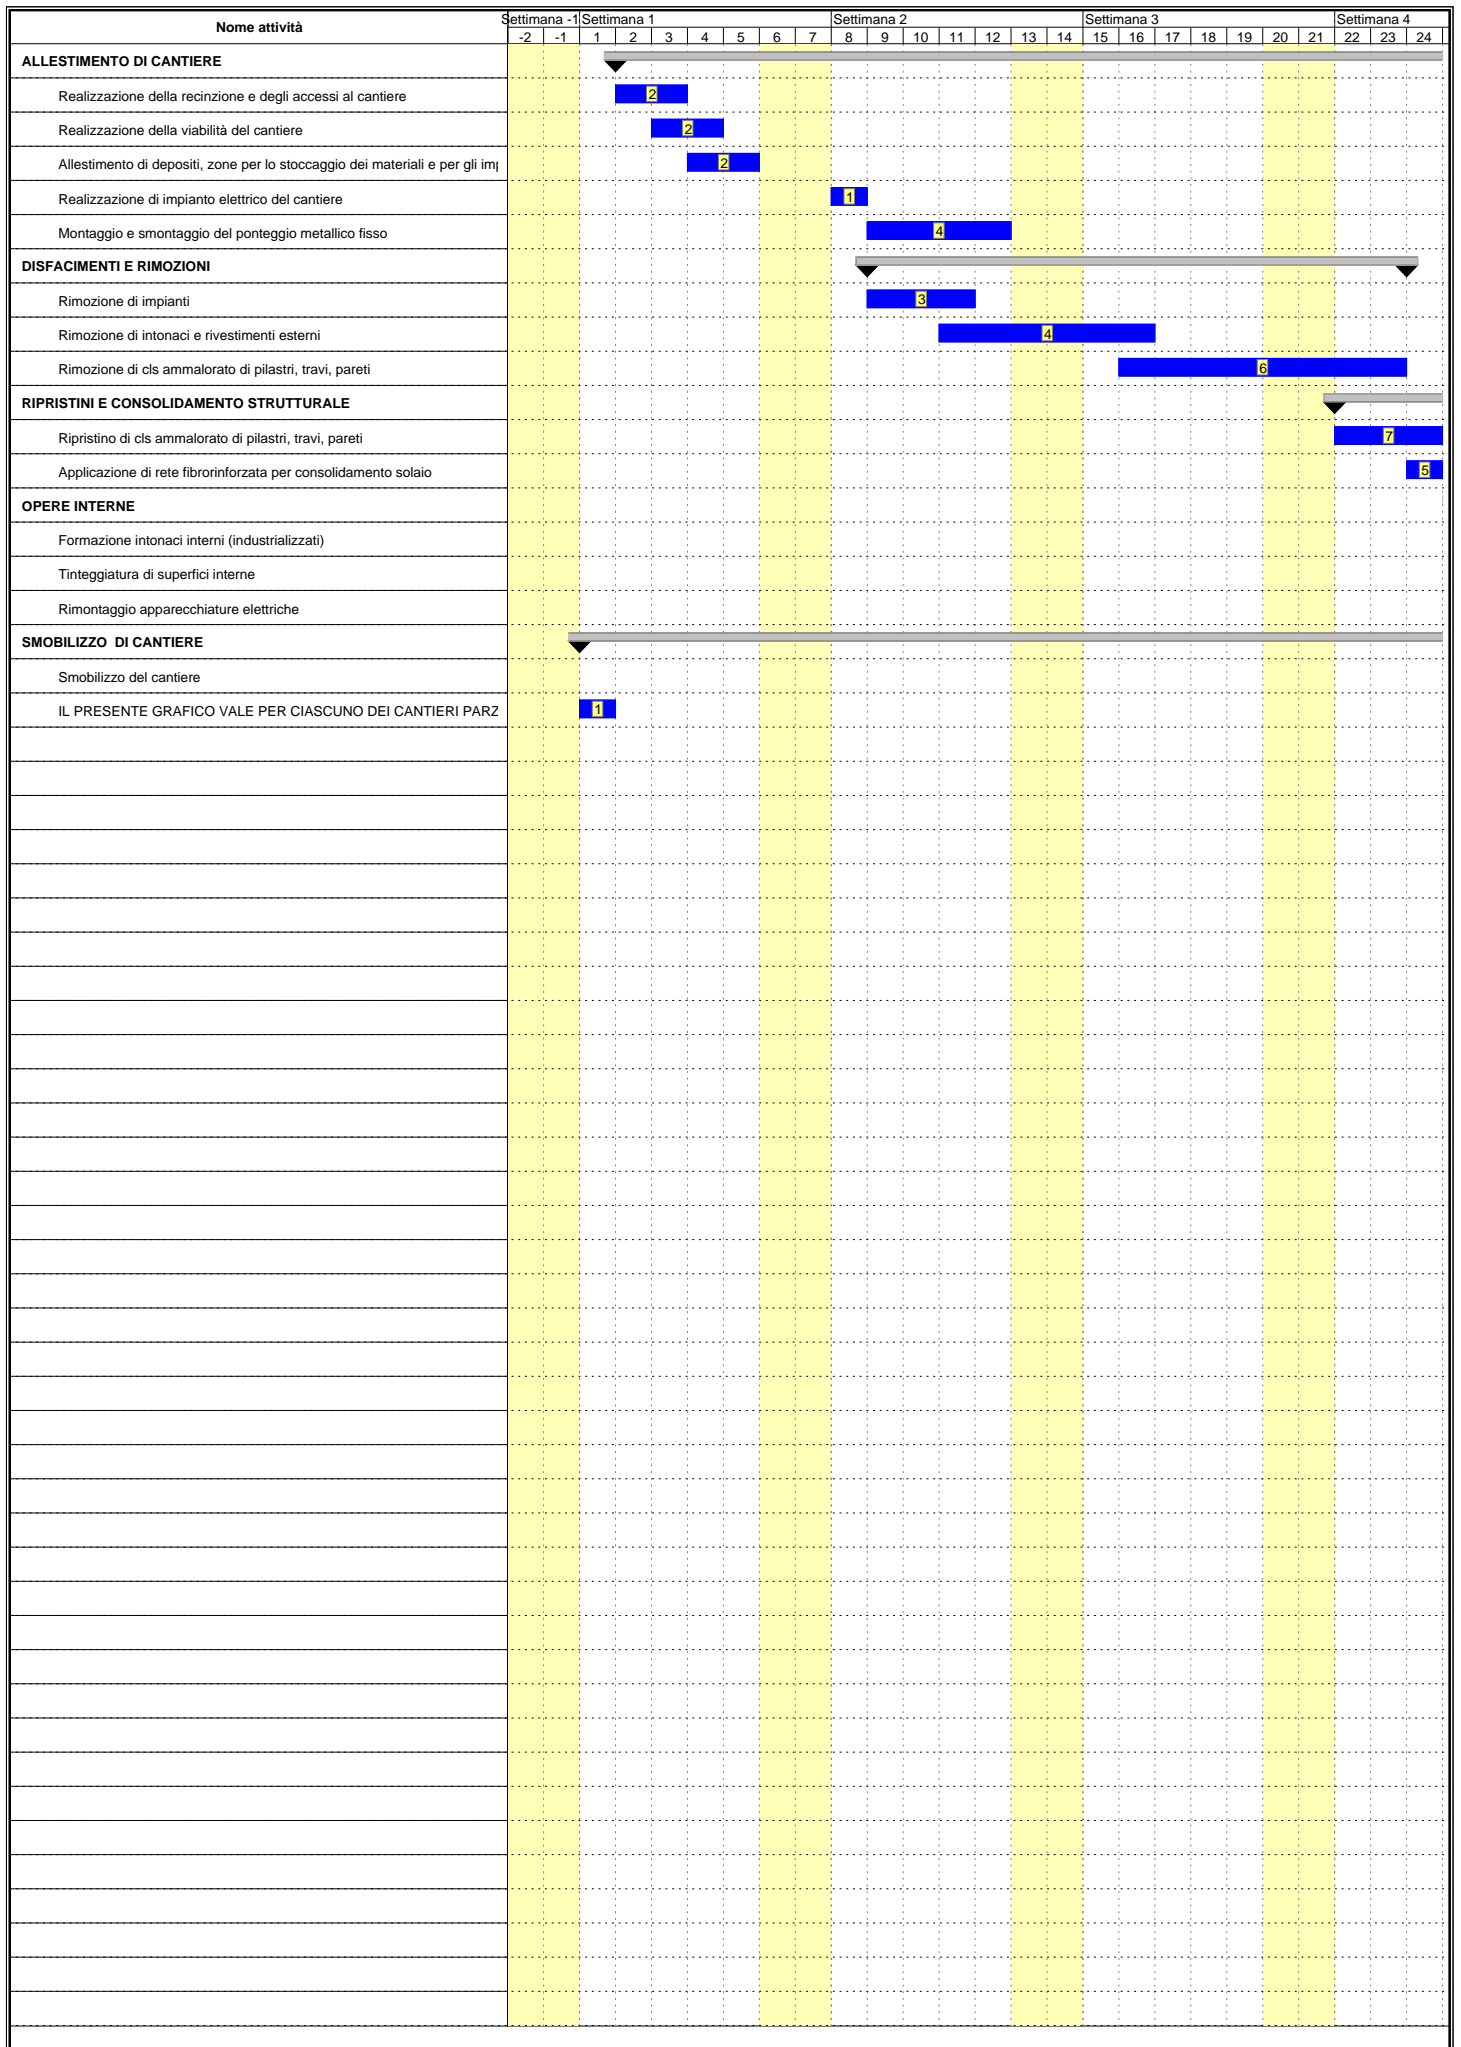 Nome attività
Settimana -1 Settimana 1 Settimana 2 Settimana 3 Settimana 4
-2 -1 1 2 3 4 5 6 7 8 9 10 11 12 13 14 15 16 17 18 19 20 21 22 23 24
ALLESTIMENTO DI CANTIERE
Realizzazione della recinzione e degli accessi al cantiere 2
Realizzazione della viabilità del cantiere 2
Allestimento di depositi, zone per lo stoccaggio dei materiali e per gli imp 2
Realizzazione di impianto elettrico del cantiere 1
Montaggio e smontaggio del ponteggio metallico fisso 4
DISFACIMENTI E RIMOZIONI
Rimozione di impianti 3
Rimozione di intonaci e rivestimenti esterni 4
Rimozione di cls ammalorato di pilastri, travi, pareti 6
RIPRISTINI E CONSOLIDAMENTO STRUTTURALE
Ripristino di cls ammalorato di pilastri, travi, pareti 7
Applicazione di rete fibrorinforzata per consolidamento solaio 5
OPERE INTERNE
Formazione intonaci interni (industrializzati)
Tinteggiatura di superfici interne
Rimontaggio apparecchiature elettriche
SMOBILIZZO DI CANTIERE
Smobilizzo del cantiere
IL PRESENTE GRAFICO VALE PER CIASCUNO DEI CANTIERI PARZ 1